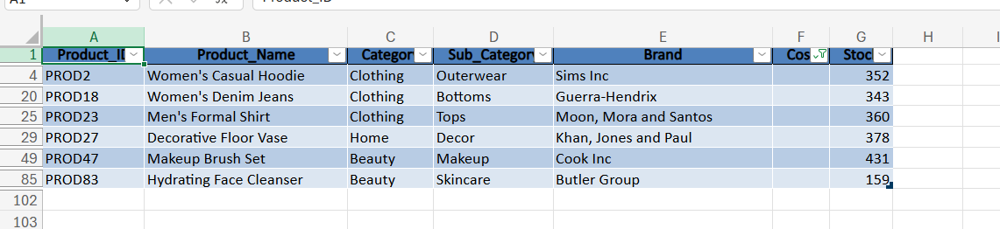 A1 Product_ID
A B C D E F G H
1 Product_ID Product_Name Categor Sub_Categor Brand Cos Stoc
4 PROD2 Women's Casual Hoodie Clothing Outerwear Sims Inc 352
20 PROD18 Women's Denim Jeans Clothing Bottoms Guerra-Hendrix 343
25 PROD23 Men's Formal Shirt Clothing Tops Moon, Mora and Santos 360
29 PROD27 Decorative Floor Vase Home Decor Khan, Jones and Paul 378
49 PROD47 Makeup Brush Set Beauty Makeup Cook Inc 431
85 PROD83 Hydrating Face Cleanser Beauty Skincare Butler Group 159
102
103